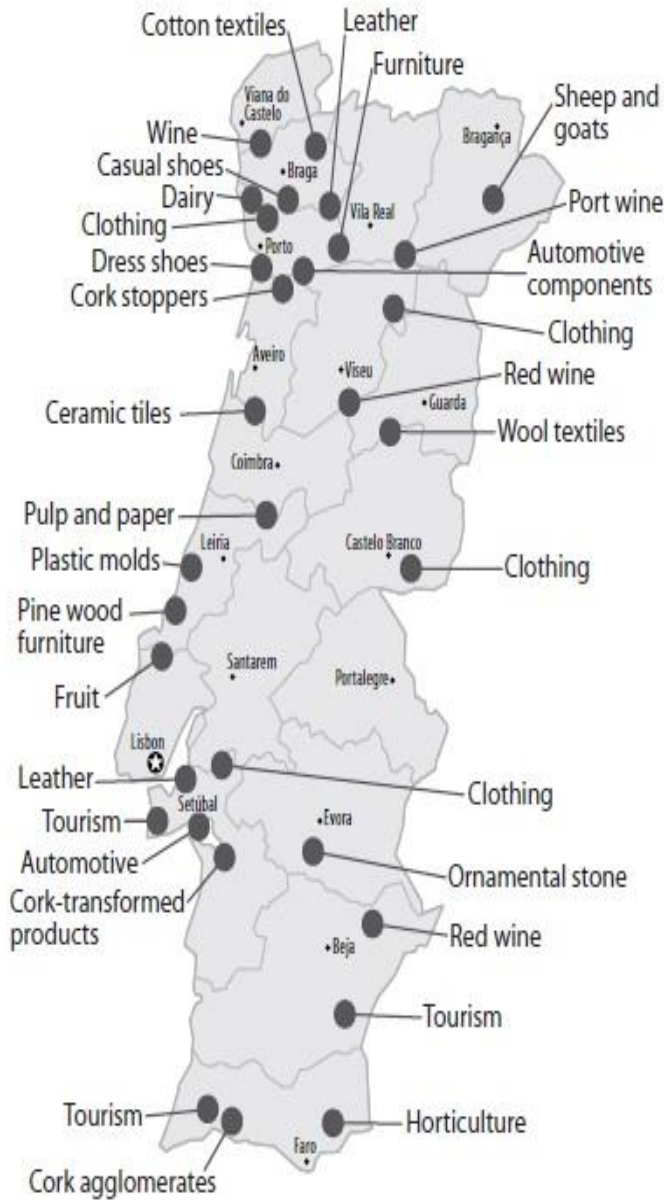 Cotton textiles
Leather
Furniture
Viana do
Castelo
Sheep and
goats
Wine
Bragança
Casual shoes
Braga
Dairy
Vila Real
Port wine
Clothing
Porto
Dress shoes
Automotive
components
Cork stoppers
Clothing
Aveiro
Viseu
Red wine
Guarda
Ceramic tiles
Wool textiles
Coimbra
Pulp and paper
Leiria
Castelo Branco
Plastic molds
Clothing
Pine wood
furniture
Santarem
Portalegre
Fruit
Lisbon
Leather
Clothing
Setúbal
Tourism
Evora
Automotive
Ornamental stone
Cork-transformed
products
Red wine
Beja
Tourism
Tourism
Horticulture
Faro
Cork agglomerates